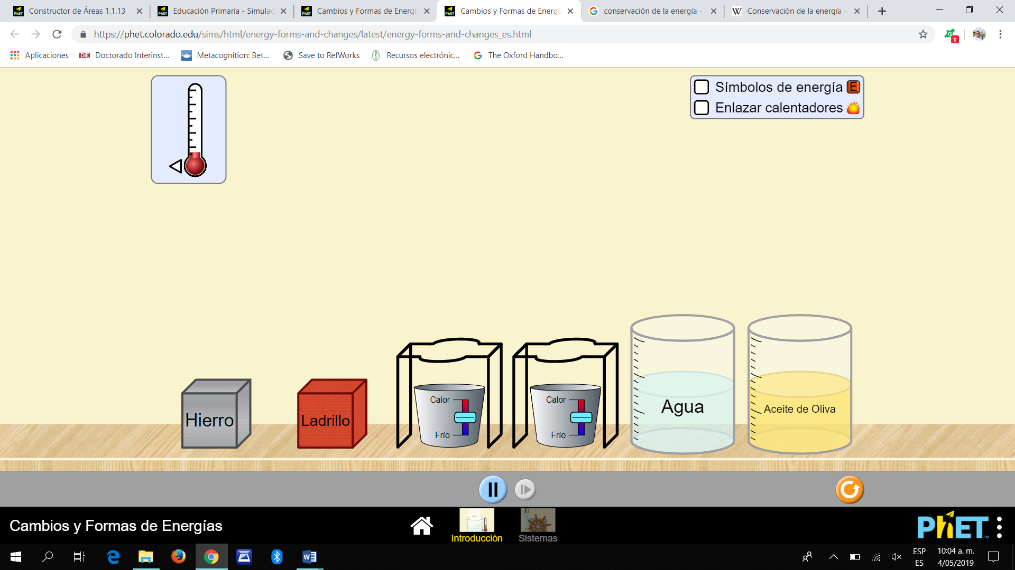 Constructor de Áreas 1.1.13
Educación Primaria - Simulac
Cambios y Formas de Energí
Cambios y Formas de Energí
conservación de la energía -
Conservación de la energía -
https://phet.colorado.edu/sims/html/energy-forms-and-changes/latest/energy-forms-and-changes_es.html
Aplicaciones
Doctorado Interinst...
Metacognition: Bet...
Save to RefWorks
Recursos electrónic...
The Oxford Handbo...
Símbolos de energía E
Enlazar calentadores
Hierro
Ladrillo
Calor
Frío
Calor
Frío
Agua
Aceite de Oliva
Cambios y Formas de Energías
Introducción
Sistemas
PhET
ESP
ES
10:04 a. m.
4/05/2019